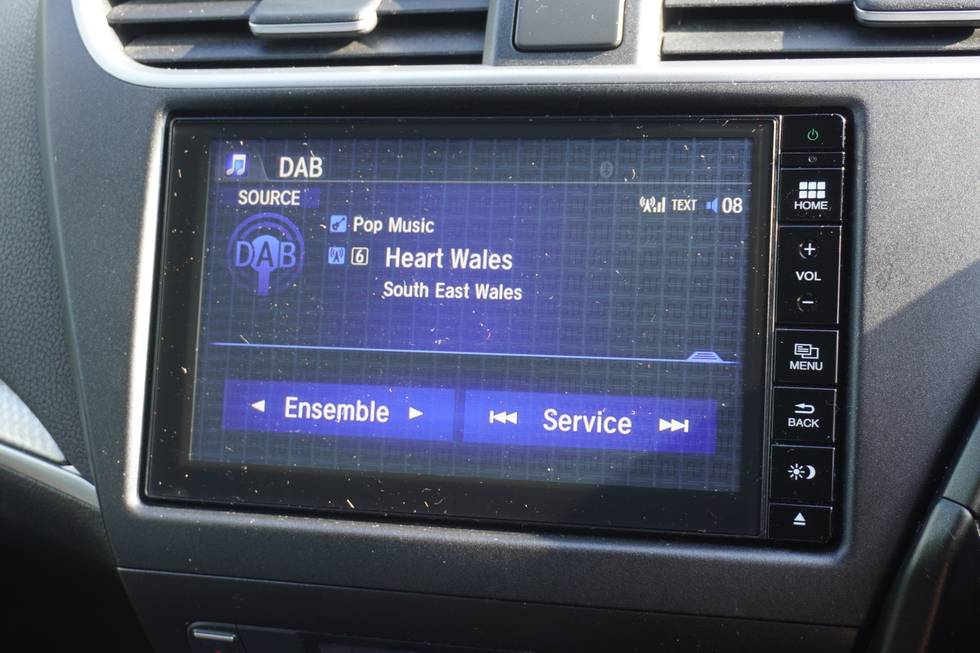 DAB
SOURCE
TEXT 08
Pop Music
DAB
6 Heart Wales
South East Wales
Ensemble
Service
HOME
+
VOL
−
MENU
BACK